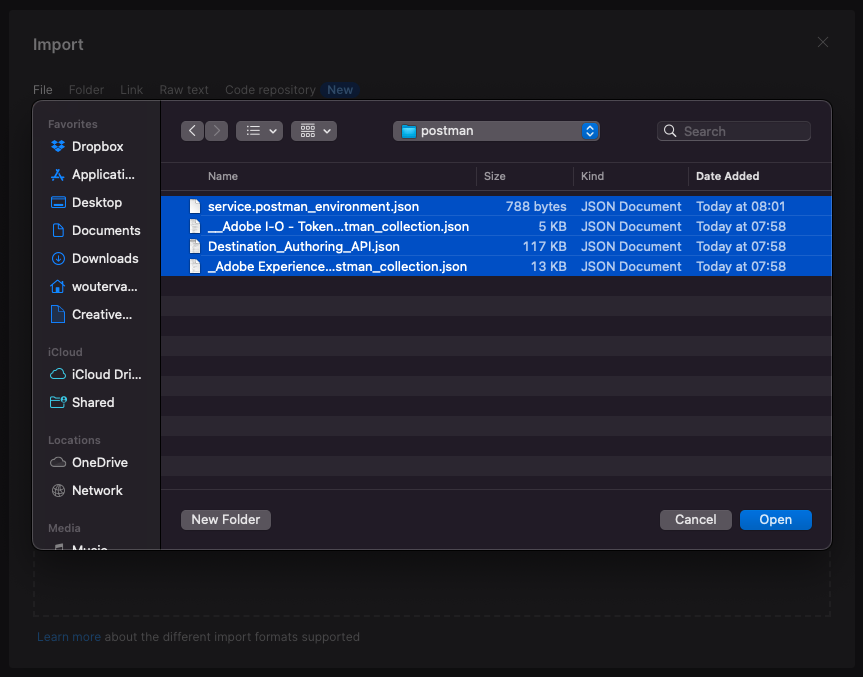 Import
File Folder Link Raw text Code repository New
Favorites
Dropbox
Applicati...
Desktop
Documents
Downloads
wouterva...
Creative...
iCloud
iCloud Dri...
Shared
Locations
OneDrive
Network
Media
Music
postman
Search
Name Size Kind Date Added
service.postman_environment.json 788 bytes JSON Document Today at 08:01
__Adobe I-O - Token...tman_collection.json 5 KB JSON Document Today at 07:58
Destination_Authoring_API.json 117 KB JSON Document Today at 07:58
_Adobe Experience...stman_collection.json 13 KB JSON Document Today at 07:58
New Folder Cancel Open
Learn more about the different import formats supported